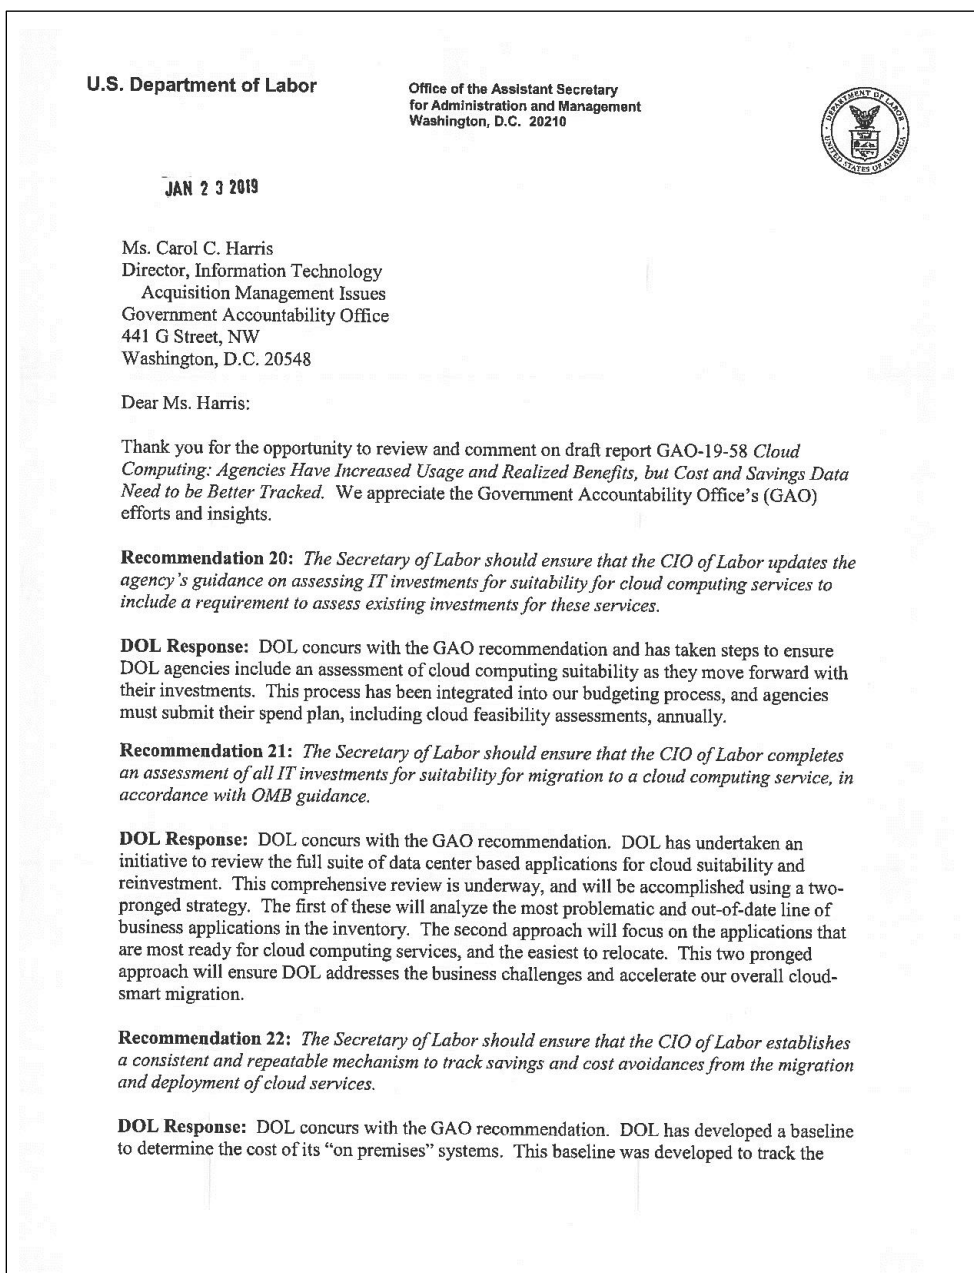 U.S. Department of Labor
Office of the Assistant Secretary
for Administration and Management
Washington, D.C. 20210
DEPARTMENT OF LABOR
UNITED STATES OF AMERICA
JAN 23 2019
Ms. Carol C. Harris
Director, Information Technology
Acquisition Management Issues
Government Accountability Office
441 G Street, NW
Washington, D.C. 20548
Dear Ms. Harris:
Thank you for the opportunity to review and comment on draft report GAO-19-58 Cloud
Computing: Agencies Have Increased Usage and Realized Benefits, but Cost and Savings Data
Need to be Better Tracked. We appreciate the Government Accountability Office's (GAO)
efforts and insights.
Recommendation 20: The Secretary of Labor should ensure that the CIO of Labor updates the
agency's guidance on assessing IT investments for suitability for cloud computing services to
include a requirement to assess existing investments for these services.
DOL Response: DOL concurs with the GAO recommendation and has taken steps to ensure
DOL agencies include an assessment of cloud computing suitability as they move forward with
their investments. This process has been integrated into our budgeting process, and agencies
must submit their spend plan, including cloud feasibility assessments, annually.
Recommendation 21: The Secretary of Labor should ensure that the CIO of Labor completes
an assessment of all IT investments for suitability for migration to a cloud computing service, in
accordance with OMB guidance.
DOL Response: DOL concurs with the GAO recommendation. DOL has undertaken an
initiative to review the full suite of data center based applications for cloud suitability and
reinvestment. This comprehensive review is underway, and will be accomplished using a two-
pronged strategy. The first of these will analyze the most problematic and out-of-date line of
business applications in the inventory. The second approach will focus on the applications that
are most ready for cloud computing services, and the easiest to relocate. This two pronged
approach will ensure DOL addresses the business challenges and accelerate our overall cloud-
smart migration.
Recommendation 22: The Secretary of Labor should ensure that the CIO of Labor establishes
a consistent and repeatable mechanism to track savings and cost avoidances from the migration
and deployment of cloud services.
DOL Response: DOL concurs with the GAO recommendation. DOL has developed a baseline
to determine the cost of its "on premises" systems. This baseline was developed to track the